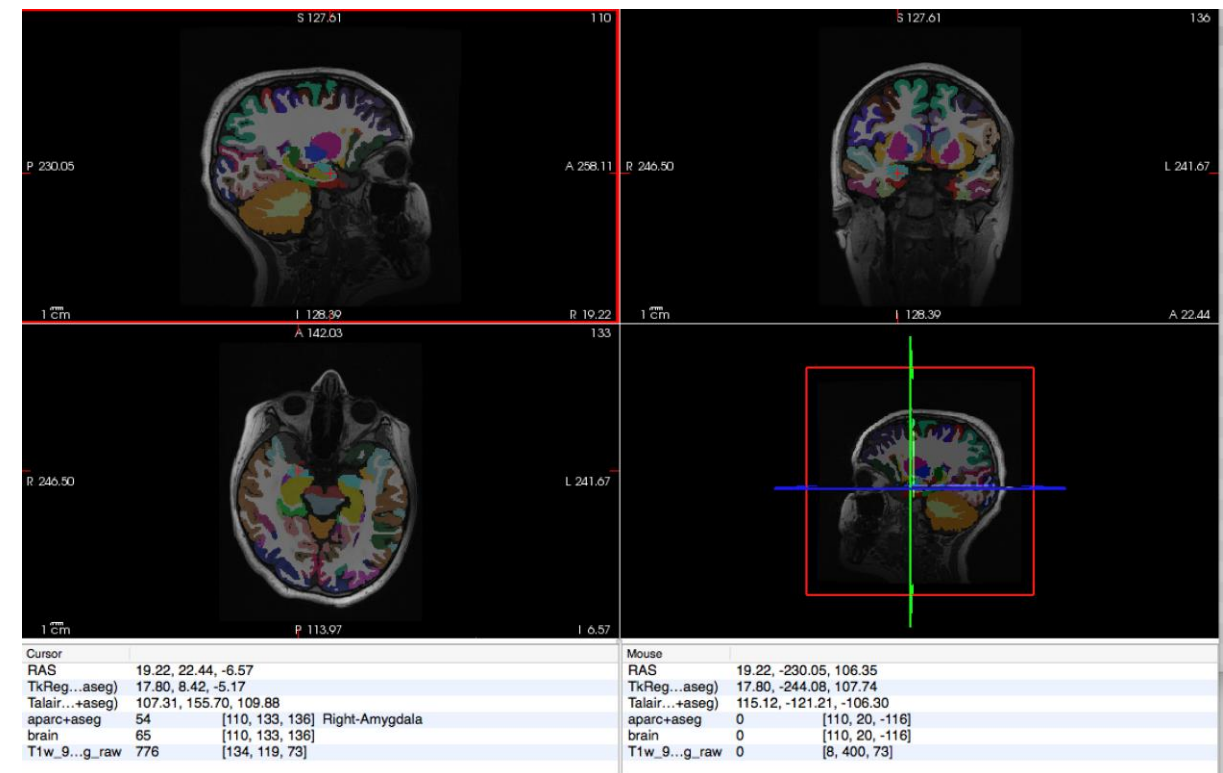 S 127.61
110
P 230.05
A 258.11
1 cm
I 128.39
R 19.22
S 127.61
136
R 246.50
L 241.67
1 cm
I 128.39
A 22.44
A 142.03
133
R 246.50
L 241.67
1 cm
P 113.97
I 6.57
Cursor
RAS 19.22, 22.44, -6.57
TkReg...aseg) 17.80, 8.42, -5.17
Talair...+aseg) 107.31, 155.70, 109.88
aparc+aseg 54 [110, 133, 136] Right-Amygdala
brain 65 [110, 133, 136]
T1w_9...g_raw 776 [134, 119, 73]
Mouse
RAS 19.22, -230.05, 106.35
TkReg...aseg) 17.80, -244.08, 107.74
Talair...+aseg) 115.12, -121.21, -106.30
aparc+aseg 0 [110, 20, -116]
brain 0 [110, 20, -116]
T1w_9...g_raw 0 [8, 400, 73]